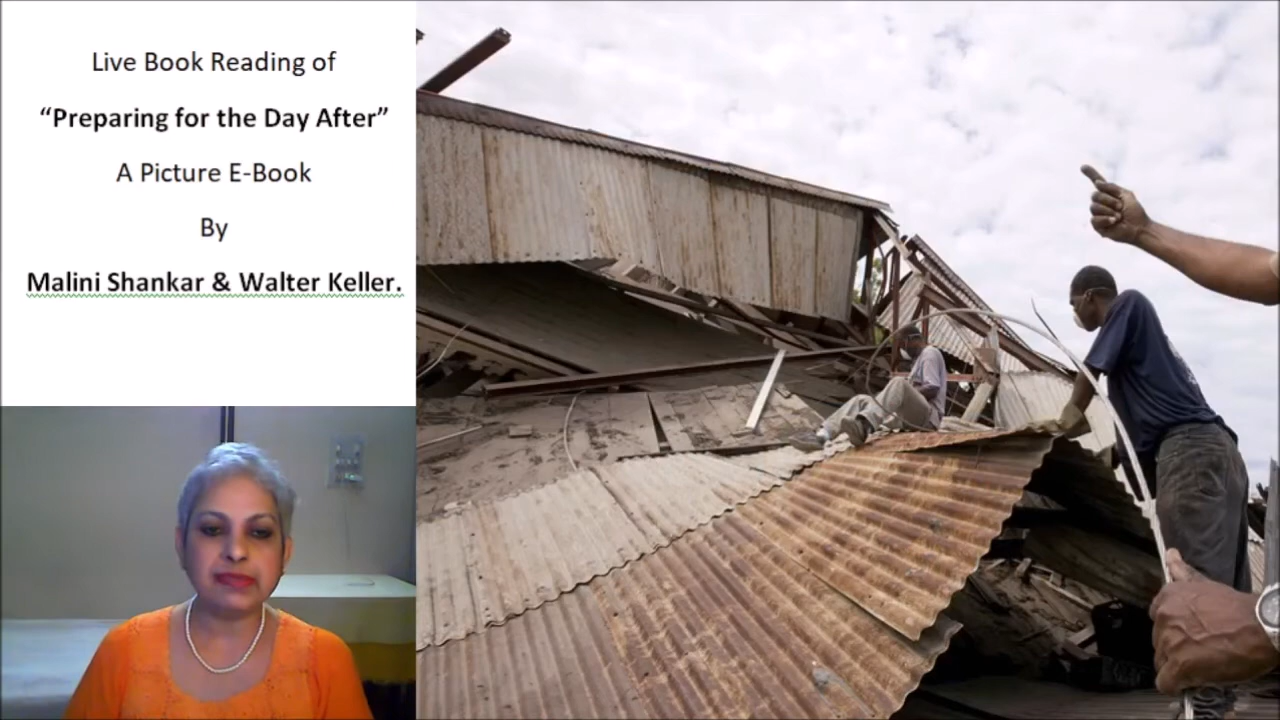 Live Book Reading of
“Preparing for the Day After”
A Picture E-Book
By
Malini Shankar & Walter Keller.